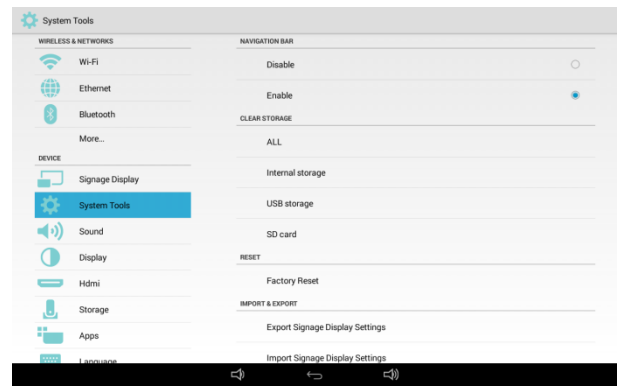 System Tools
WIRELESS & NETWORKS
Wi-Fi
Ethernet
Bluetooth
More...
DEVICE
Signage Display
System Tools
Sound
Display
Hdmi
Storage
Apps
Language
NAVIGATION BAR
Disable
Enable
CLEAR STORAGE
ALL
Internal storage
USB storage
SD card
RESET
Factory Reset
IMPORT & EXPORT
Export Signage Display Settings
Import Signage Display Settings